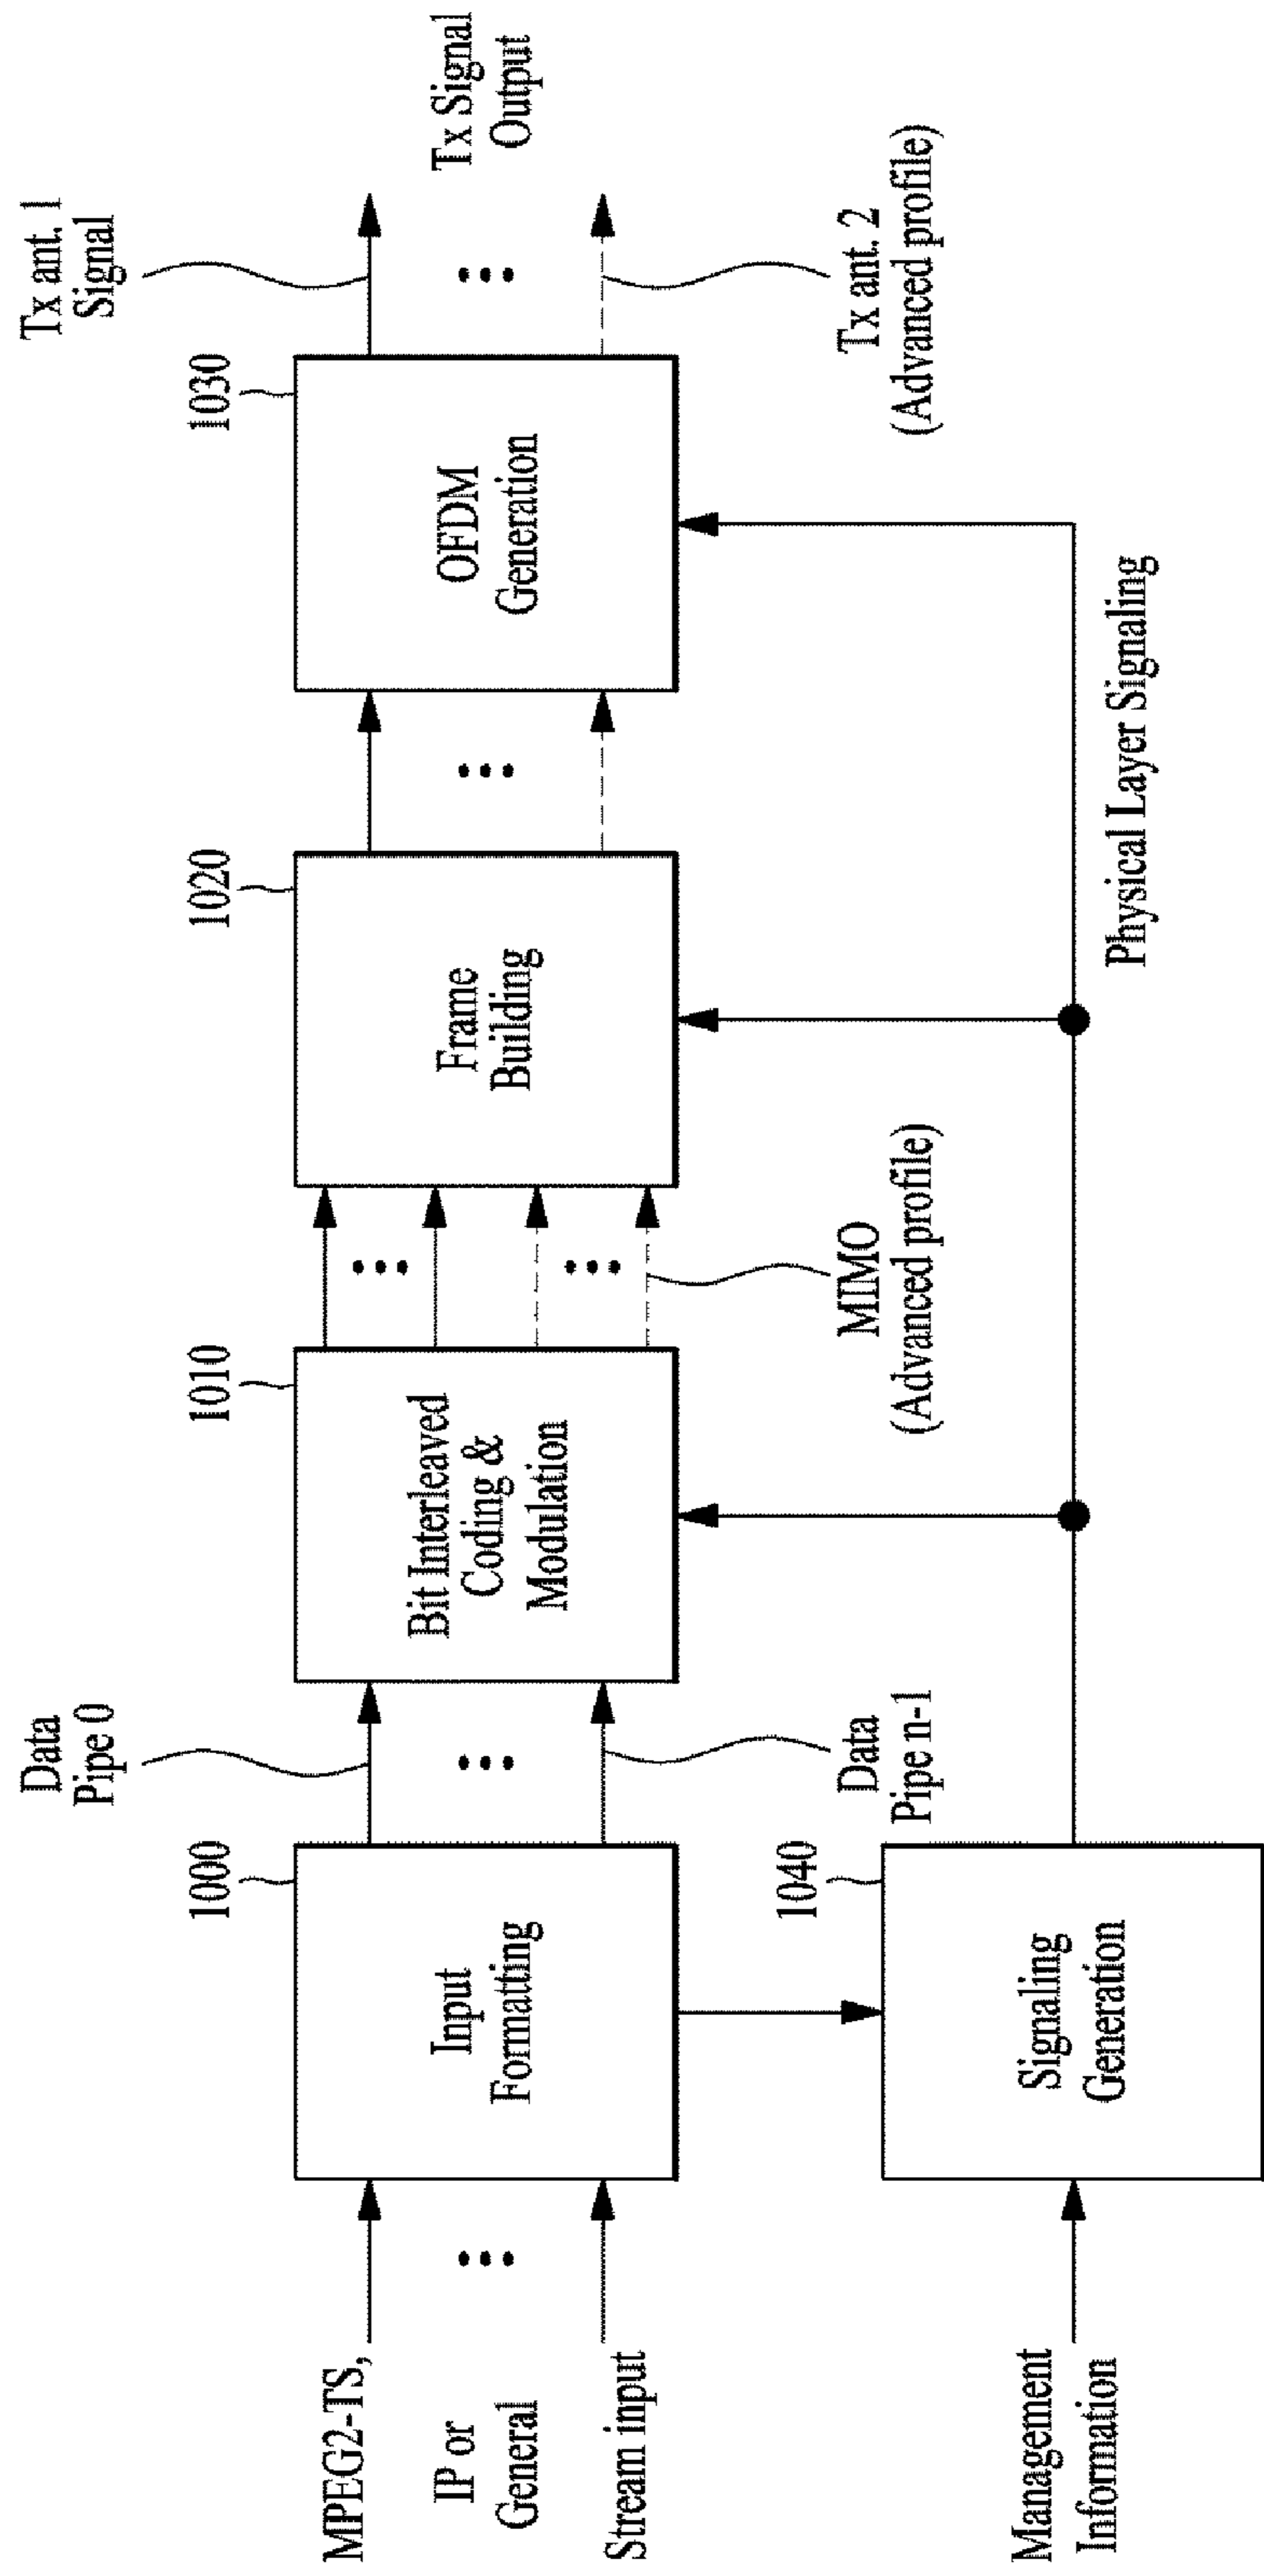 Tx ant. 1
Signal
Tx Signal
Output
Tx ant. 2
(Advanced profile)
1030
OFDM
Generation
1020
Frame
Building
Physical Layer Signaling
MIMO
(Advanced profile)
1010
Bit Interleaved
Coding &
Modulation
Data
Pipe 0
Data
Pipe n-1
1000
Input
Formatting
1040
Signaling
Generation
MPEG2-TS,
IP or
General
Stream input
Management
Information